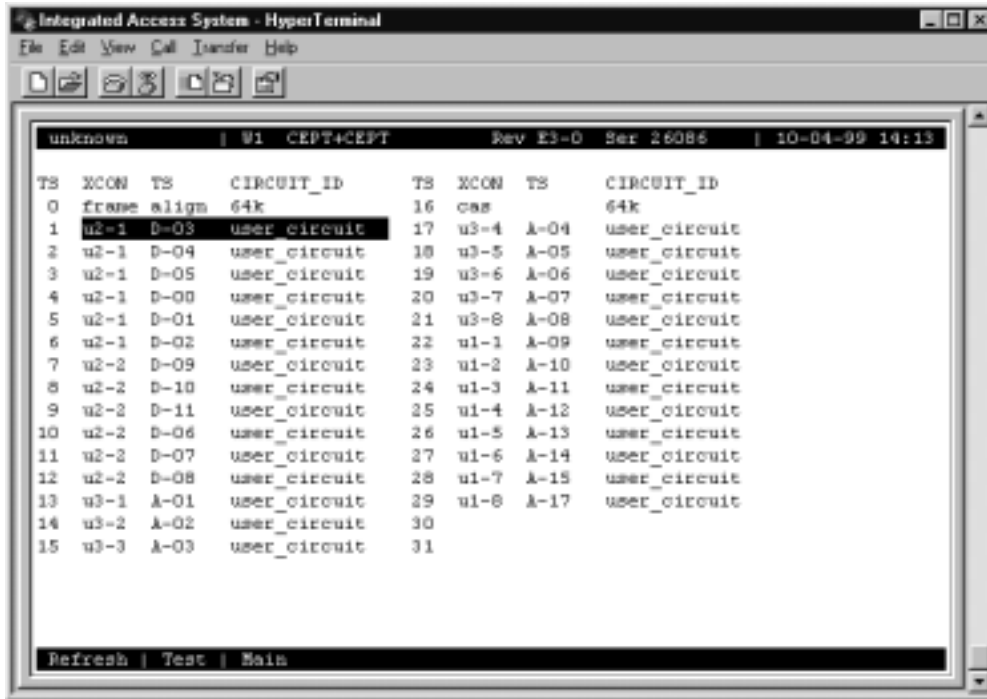 Integrated Access System - HyperTerminal
File Edit View Call Transfer Help
unknown | W1 CEPT+CEPT Rev E3-0 Ser 26086 | 10-04-99 14:13
TS XCON TS CIRCUIT_ID TS XCON TS CIRCUIT_ID
0 frame align 64k 16 cas 64k
1 u2-1 D-03 user_circuit 17 u3-4 A-04 user_circuit
2 u2-1 D-04 user_circuit 18 u3-5 A-05 user_circuit
3 u2-1 D-05 user_circuit 19 u3-6 A-06 user_circuit
4 u2-1 D-00 user_circuit 20 u3-7 A-07 user_circuit
5 u2-1 D-01 user_circuit 21 u3-8 A-08 user_circuit
6 u2-1 D-02 user_circuit 22 u1-1 A-09 user_circuit
7 u2-2 D-09 user_circuit 23 u1-2 A-10 user_circuit
8 u2-2 D-10 user_circuit 24 u1-3 A-11 user_circuit
9 u2-2 D-11 user_circuit 25 u1-4 A-12 user_circuit
10 u2-2 D-06 user_circuit 26 u1-5 A-13 user_circuit
11 u2-2 D-07 user_circuit 27 u1-6 A-14 user_circuit
12 u2-2 D-08 user_circuit 28 u1-7 A-15 user_circuit
13 u3-1 A-01 user_circuit 29 u1-8 A-17 user_circuit
14 u3-2 A-02 user_circuit 30
15 u3-3 A-03 user_circuit 31
Refresh | Test | Main